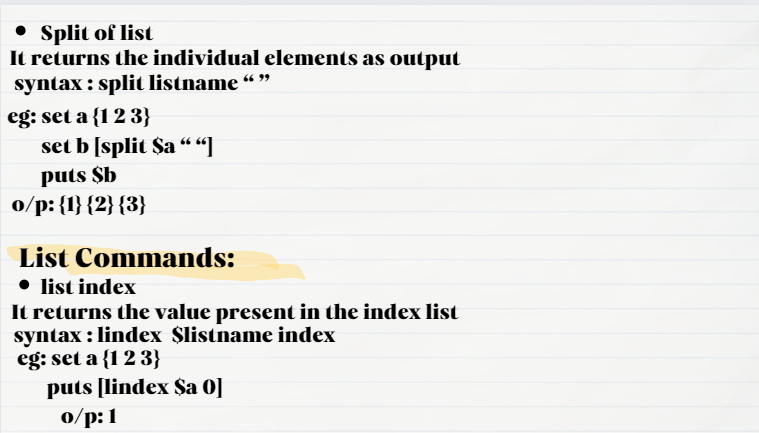 • Split of list
It returns the individual elements as output
syntax : split listname “ ”
eg: set a {1 2 3}
set b [split $a “ “]
puts $b
o/p: {1} {2} {3}
List Commands:
• list index
It returns the value present in the index list
syntax : lindex $listname index
eg: set a {1 2 3}
puts [lindex $a 0]
o/p: 1